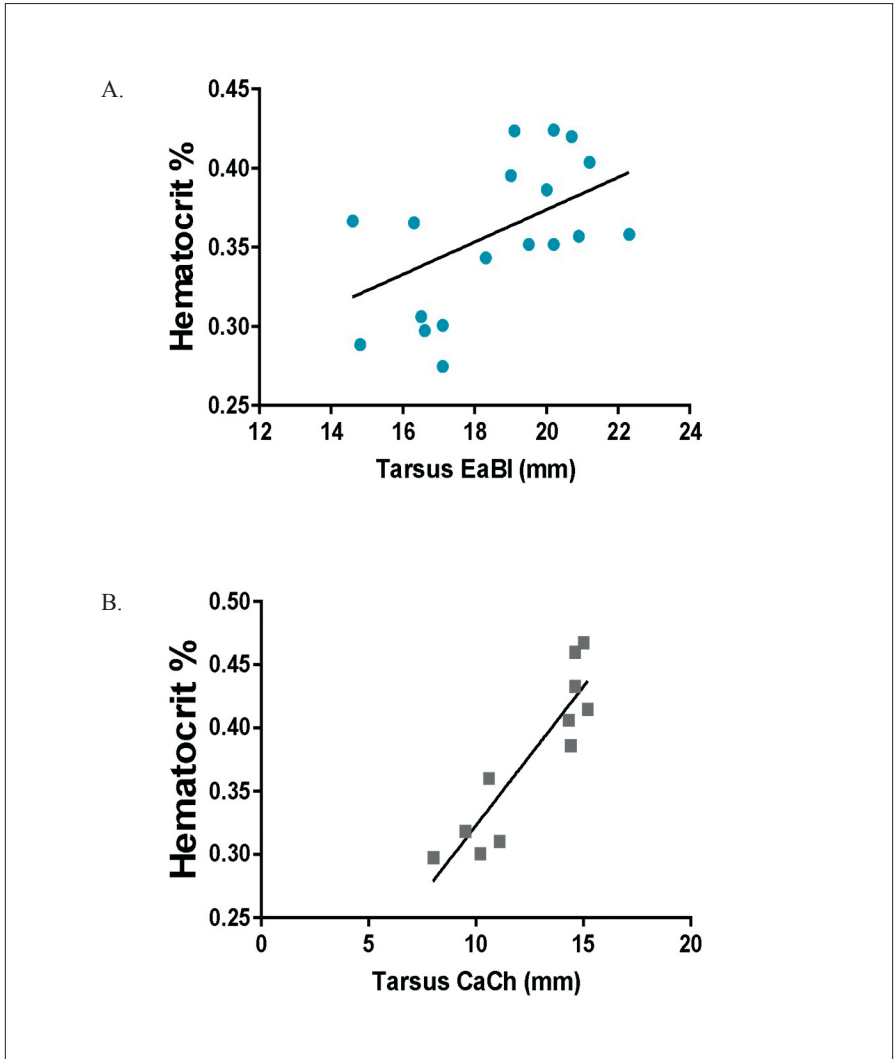 A.
Hematocrit %
0.45
0.40
0.35
0.30
0.25
12 14 16 18 20 22 24
Tarsus EaBl (mm)
B.
Hematocrit %
0.50
0.45
0.40
0.35
0.30
0.25
0 5 10 15 20
Tarsus CaCh (mm)